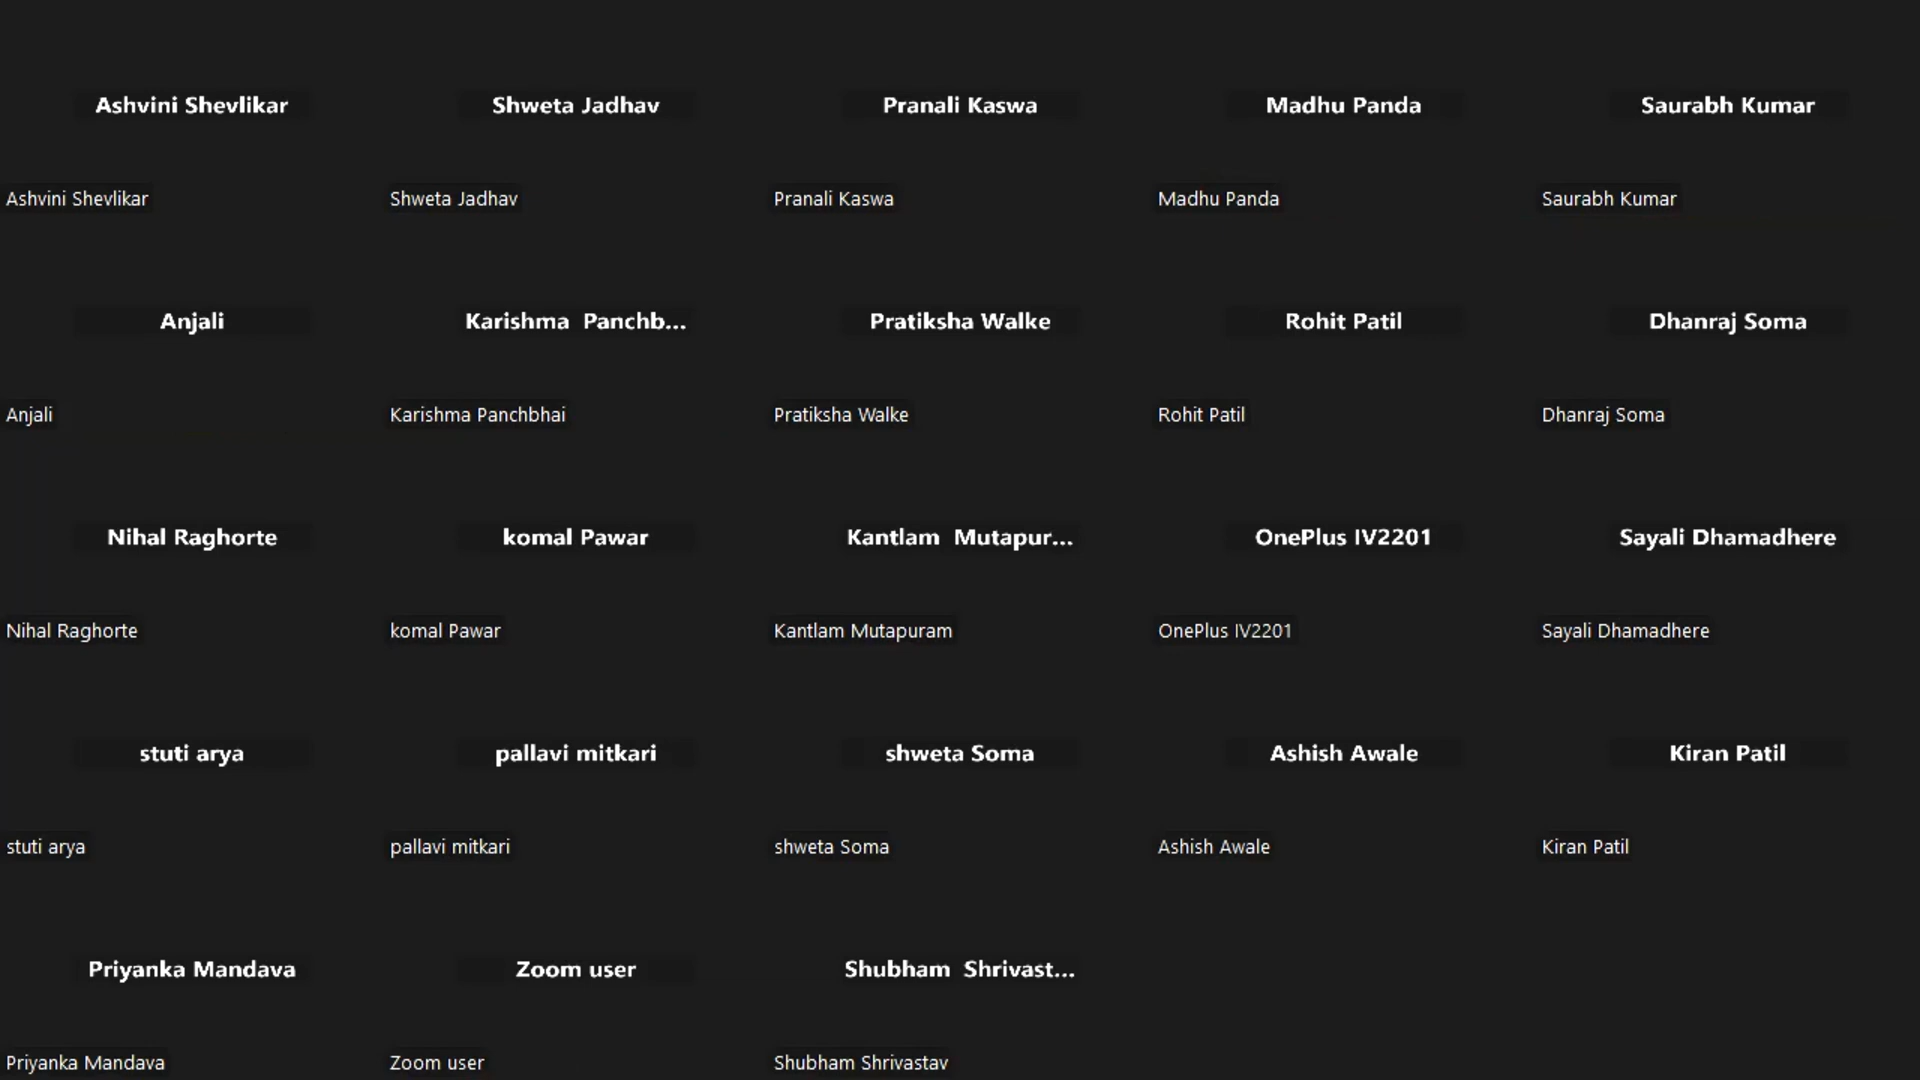 Ashvini Shevlikar Shweta Jadhav Pranali Kaswa Madhu Panda Saurabh Kumar
Ashvini Shevlikar Shweta Jadhav Pranali Kaswa Madhu Panda Saurabh Kumar
Anjali Karishma Panchb... Pratiksha Walke Rohit Patil Dhanraj Soma
Anjali Karishma Panchbhai Pratiksha Walke Rohit Patil Dhanraj Soma
Nihal Raghorte komal Pawar Kantlam Mutapur... OnePlus IV2201 Sayali Dhamadhere
Nihal Raghorte komal Pawar Kantlam Mutapuram OnePlus IV2201 Sayali Dhamadhere
stuti arya pallavi mitkari shweta Soma Ashish Awale Kiran Patil
stuti arya pallavi mitkari shweta Soma Ashish Awale Kiran Patil
Priyanka Mandava Zoom user Shubham Shrivast...
Priyanka Mandava Zoom user Shubham Shrivastav